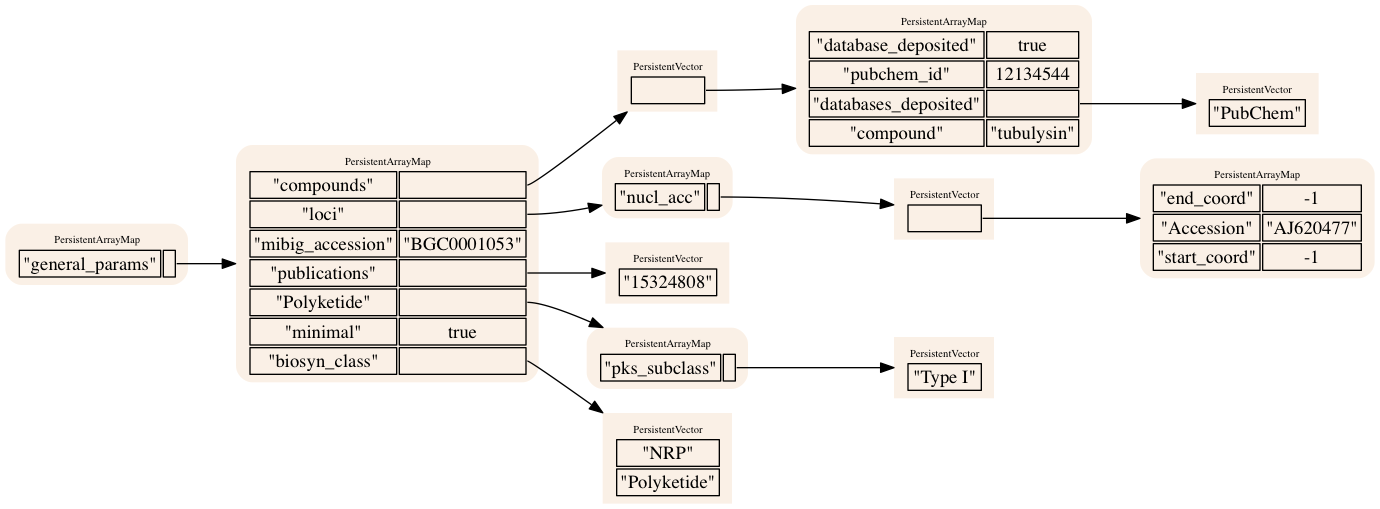 PersistentArrayMap
"general_params"
PersistentArrayMap
"compounds"
"loci"
"mibig_accession" "BGC0001053"
"publications"
"Polyketide"
"minimal" true
"biosyn_class"
PersistentVector
PersistentArrayMap
"database_deposited" true
"pubchem_id" 12134544
"databases_deposited"
"compound" "tubulysin"
PersistentVector
"PubChem"
PersistentArrayMap
"nucl_acc"
PersistentVector
PersistentArrayMap
"end_coord" -1
"Accession" "AJ620477"
"start_coord" -1
PersistentVector
"15324808"
PersistentArrayMap
"pks_subclass"
PersistentVector
"Type I"
PersistentVector
"NRP"
"Polyketide"